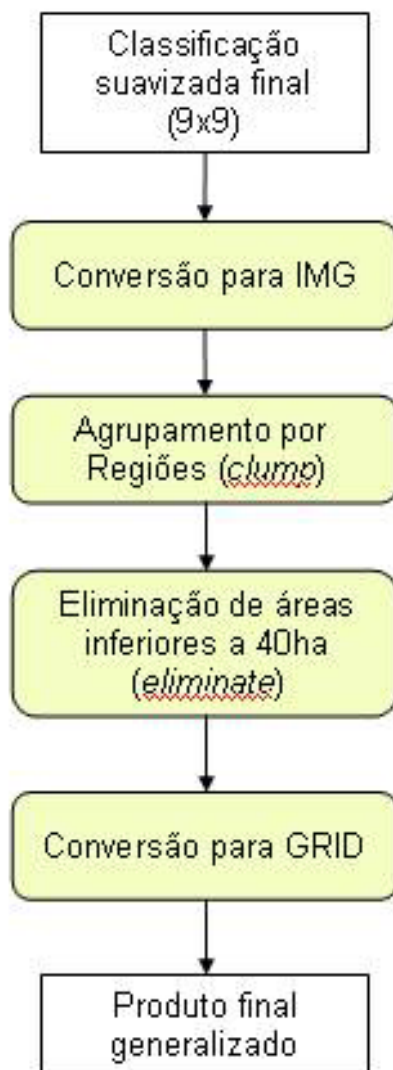 Classificação
suavizada final
(9x9)
Conversão para IMG
Agrupamento por
Regiões (clump)
Eliminação de áreas
inferiores a 40ha
(eliminate)
Conversão para GRID
Produto final
generalizado